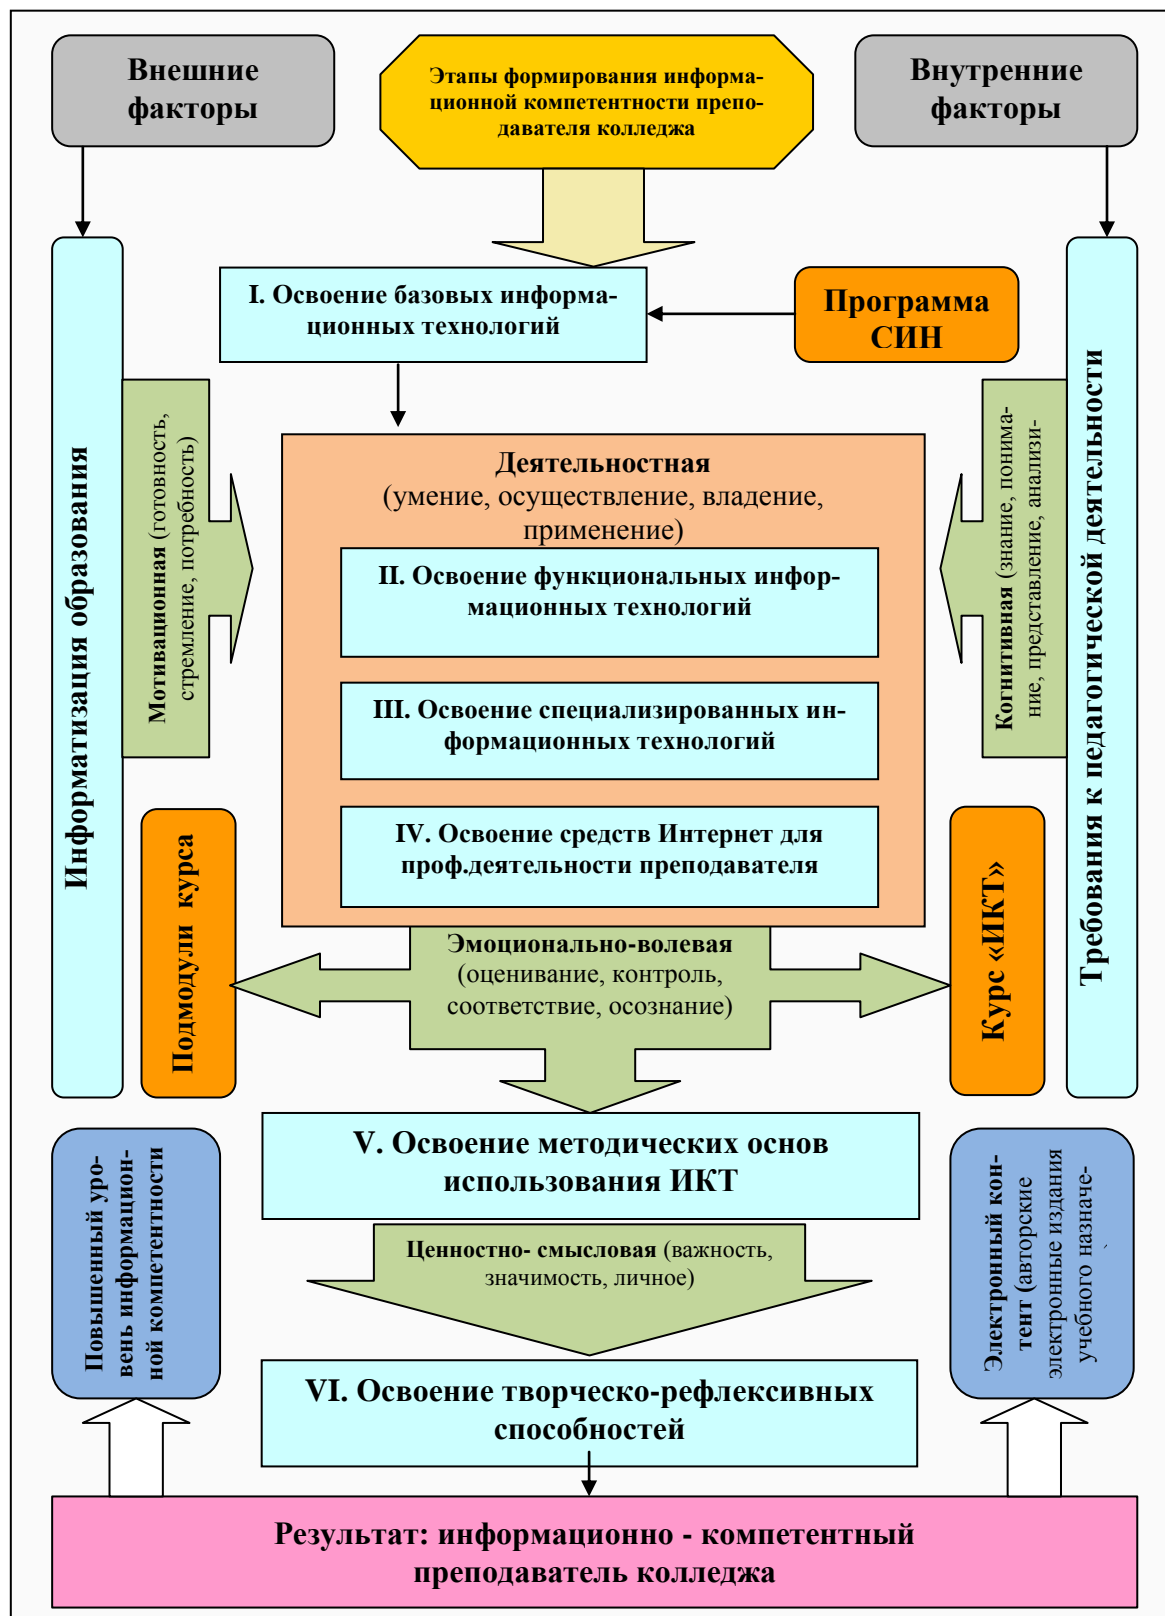 Внешние
факторы
Этапы формирования информа-
ционной компетентности препо-
давателя колледжа
Внутренние
факторы
I. Освоение базовых информа-
ционных технологий
Программа
СИН
Информатизация образования
Мотивационная (готовность,
стремление, потребность)
Деятельностная
(умение, осуществление, владение,
применение)
II. Освоение функциональных инфор-
мационных технологий
III. Освоение специализированных ин-
формационных технологий
IV. Освоение средств Интернет для
проф.деятельности преподавателя
Когнитивная (знание, понима-
ние, представление, анализи-
Требования к педагогической деятельности
Подмодули курса
Эмоционально-волевая
(оценивание, контроль,
соответствие, осознание)
Курс «ИКТ»
V. Освоение методических основ
использования ИКТ
Повышенный уро-
вень информацион-
ной компетентности
Ценностно- смысловая (важность,
значимость, личное)
Электронный кон-
тент (авторские
электронные издания
учебного назначе-
VI. Освоение творческо-рефлексивных
способностей
Результат: информационно - компетентный
преподаватель колледжа